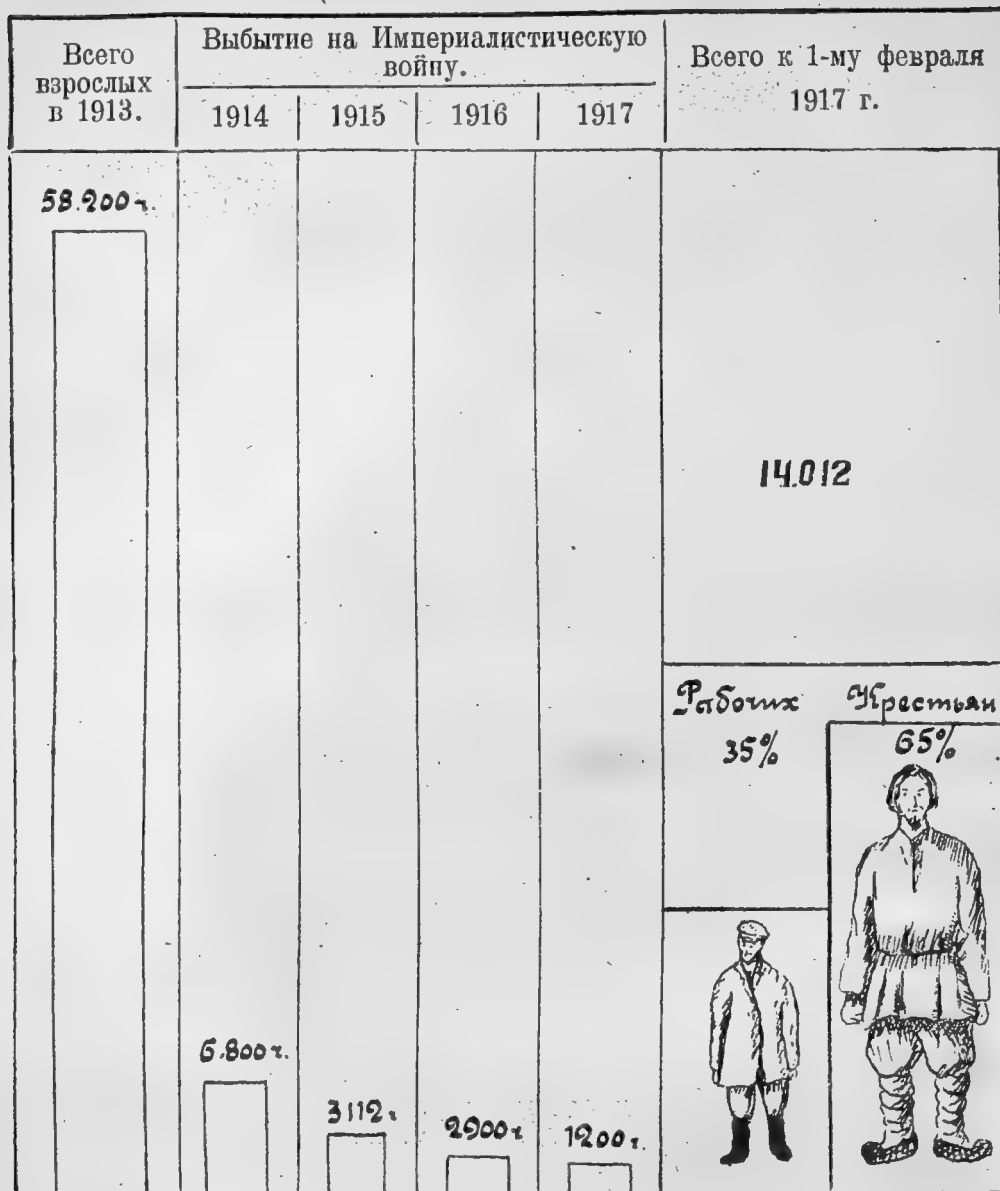 Всего
взрослых
в 1913.
Выбытие на Империалистическую
войну.
1914
1915
1916
1917
Всего к 1-му февраля
1917 г.
58.200 ч.
14.012
Рабочих
35%
Крестьян
65%
6.800 ч.
3112 ч
2900 ч
1200 ч.